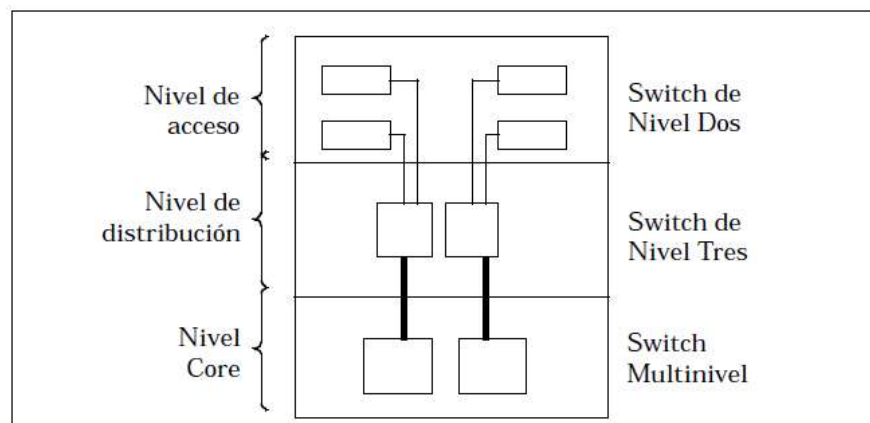 Nivel de
acceso
Switch de
Nivel Dos
Nivel de
distribución
Switch de
Nivel Tres
Nivel
Core
Switch
Multinivel